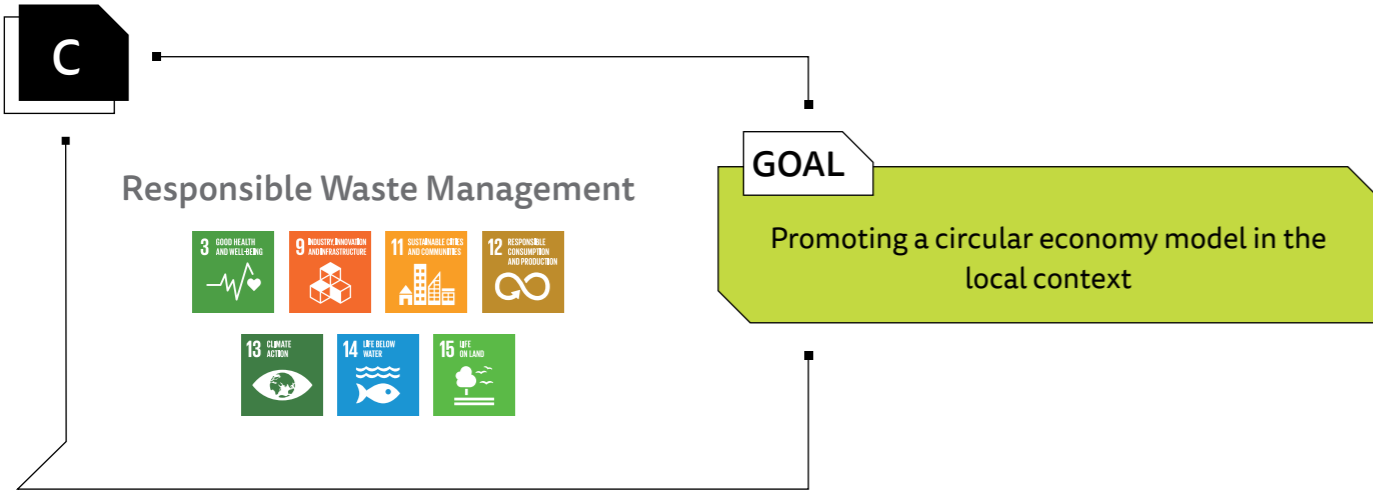 C
Responsible Waste Management
3 GOOD HEALTH
AND WELL-BEING
9 INDUSTRY, INNOVATION
AND INFRASTRUCTURE
11 SUSTAINABLE CITIES
AND COMMUNITIES
12 RESPONSIBLE
CONSUMPTION
AND PRODUCTION
13 CLIMATE
ACTION
14 LIFE BELOW
WATER
15 LIFE
ON LAND
GOAL
Promoting a circular economy model in the
local context